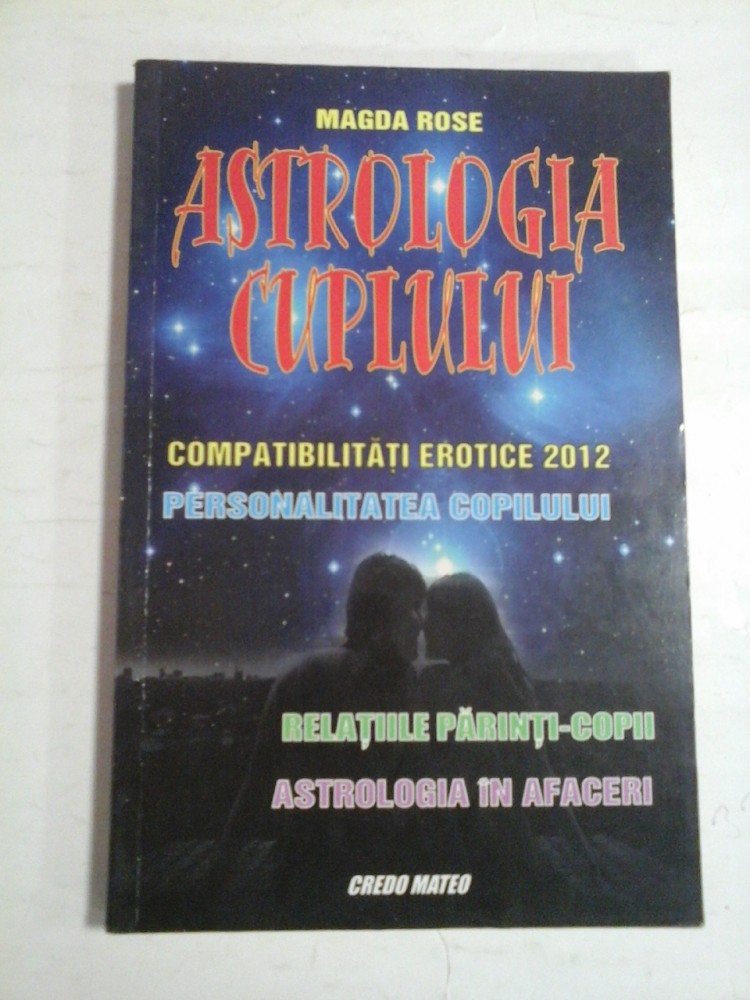 MAGDA ROSE
ASTROLOGIA
CUPLULUI
COMPATIBILITĂȚI EROTICE 2012
PERSONALITATEA COPILULUI
RELAȚIILE PĂRINȚI-COPII
ASTROLOGIA ÎN AFACERI
CREDO MATEO